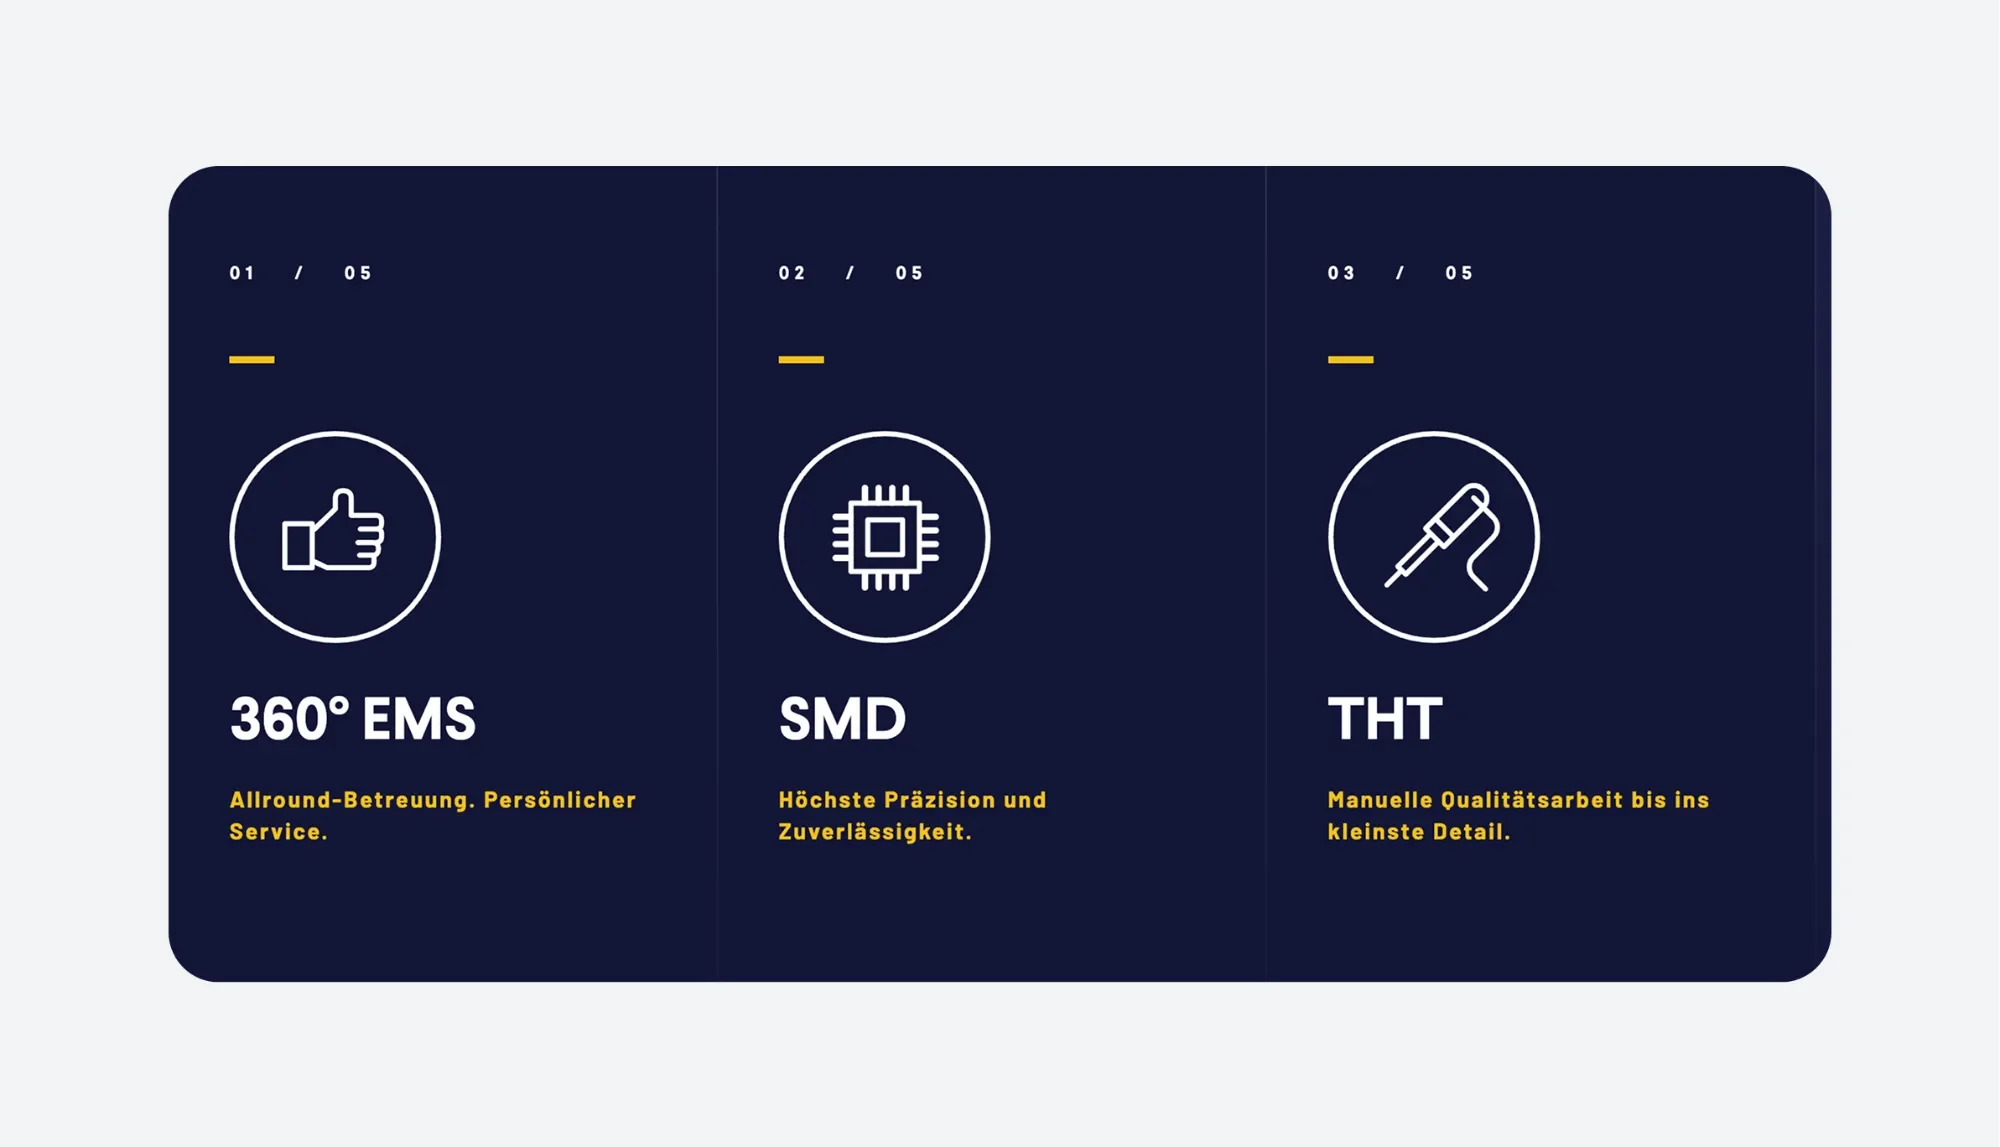 01 / 05
360° EMS
Allround-Betreuung. Persönlicher
Service.
02 / 05
SMD
Höchste Präzision und
Zuverlässigkeit.
03 / 05
THT
Manuelle Qualitätsarbeit bis ins
kleinste Detail.